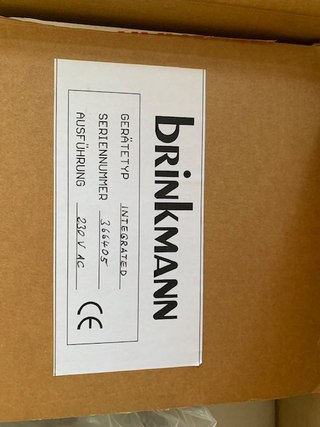 brinkmann
GERÄTETYP INTEGRATED
SERIENNUMMER 366405
AUSFÜHRUNG 230 V AC
CE